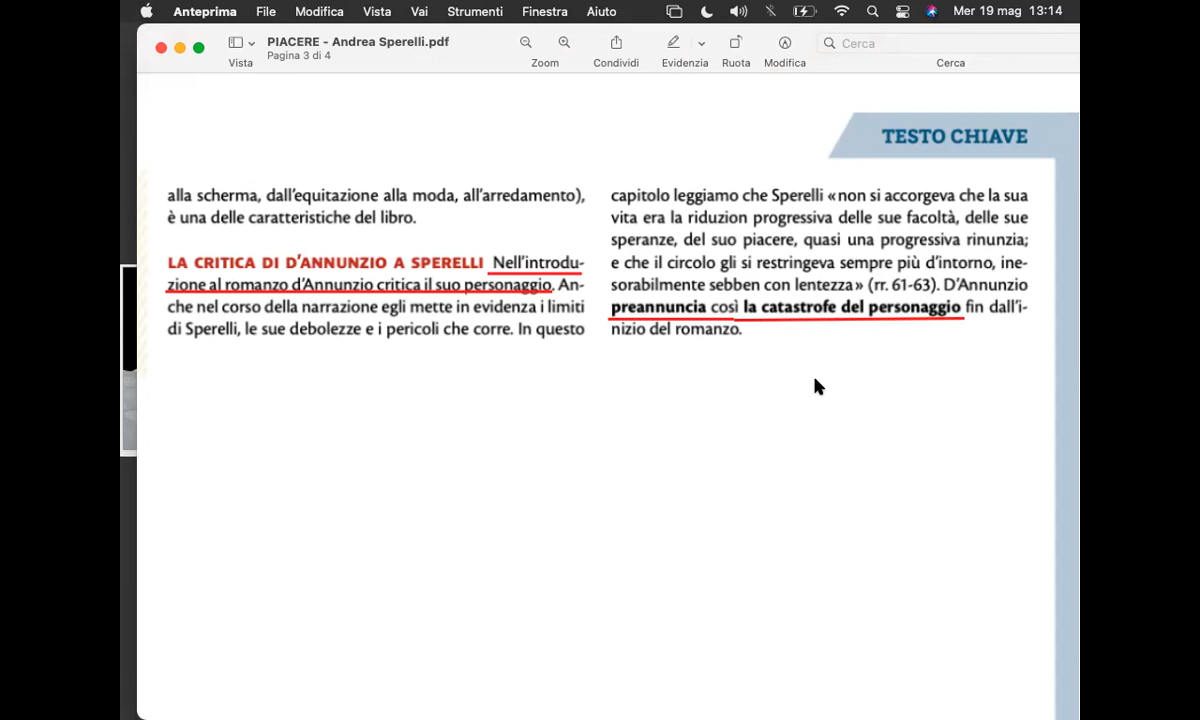 Anteprima File Modifica Vista Vai Strumenti Finestra Aiuto Mer 19 mag 13:14
PIACERE - Andrea Sperelli.pdf
Pagina 3 di 4
Vista Zoom Condividi Evidenzia Ruota Modifica Cerca
Cerca
TESTO CHIAVE
alla scherma, dall'equitazione alla moda, all'arredamento),
è una delle caratteristiche del libro.
LA CRITICA DI D'ANNUNZIO A SPERELLI Nell'introdu-
zione al romanzo d'Annunzio critica il suo personaggio. An-
che nel corso della narrazione egli mette in evidenza i limiti
di Sperelli, le sue debolezze e i pericoli che corre. In questo
capitolo leggiamo che Sperelli «non si accorgeva che la sua
vita era la riduzion progressiva delle sue facoltà, delle sue
speranze, del suo piacere, quasi una progressiva rinunzia;
e che il circolo gli si restringeva sempre più d'intorno, ine-
sorabilmente sebben con lentezza» (rr. 61-63). D'Annunzio
preannuncia così la catastrofe del personaggio fin dall'i-
nizio del romanzo.